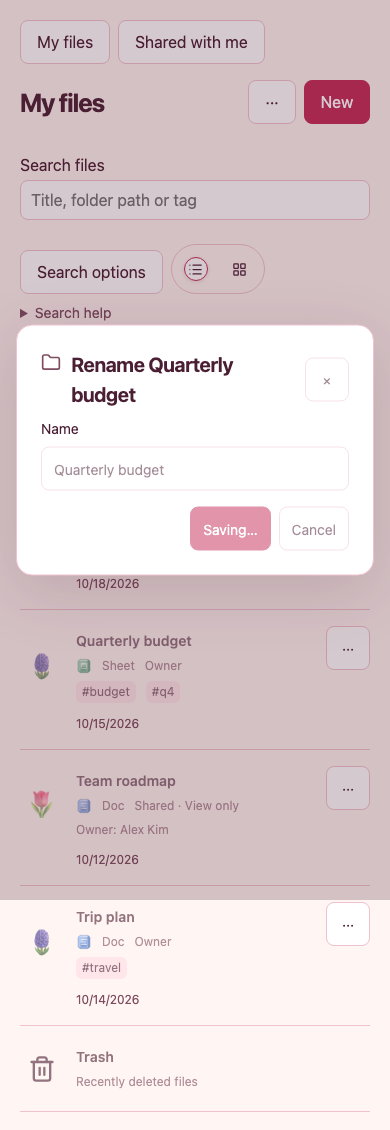 My files
Shared with me
My files
...
New
Search files
Title, folder path or tag
Search options
Search help
Rename Quarterly
budget
×
Name
Quarterly budget
Saving...
Cancel
10/18/2026
Quarterly budget
...
Sheet Owner
#budget #q4
10/15/2026
Team roadmap
...
Doc Shared · View only
Owner: Alex Kim
10/12/2026
Trip plan
...
Doc Owner
#travel
10/14/2026
Trash
Recently deleted files